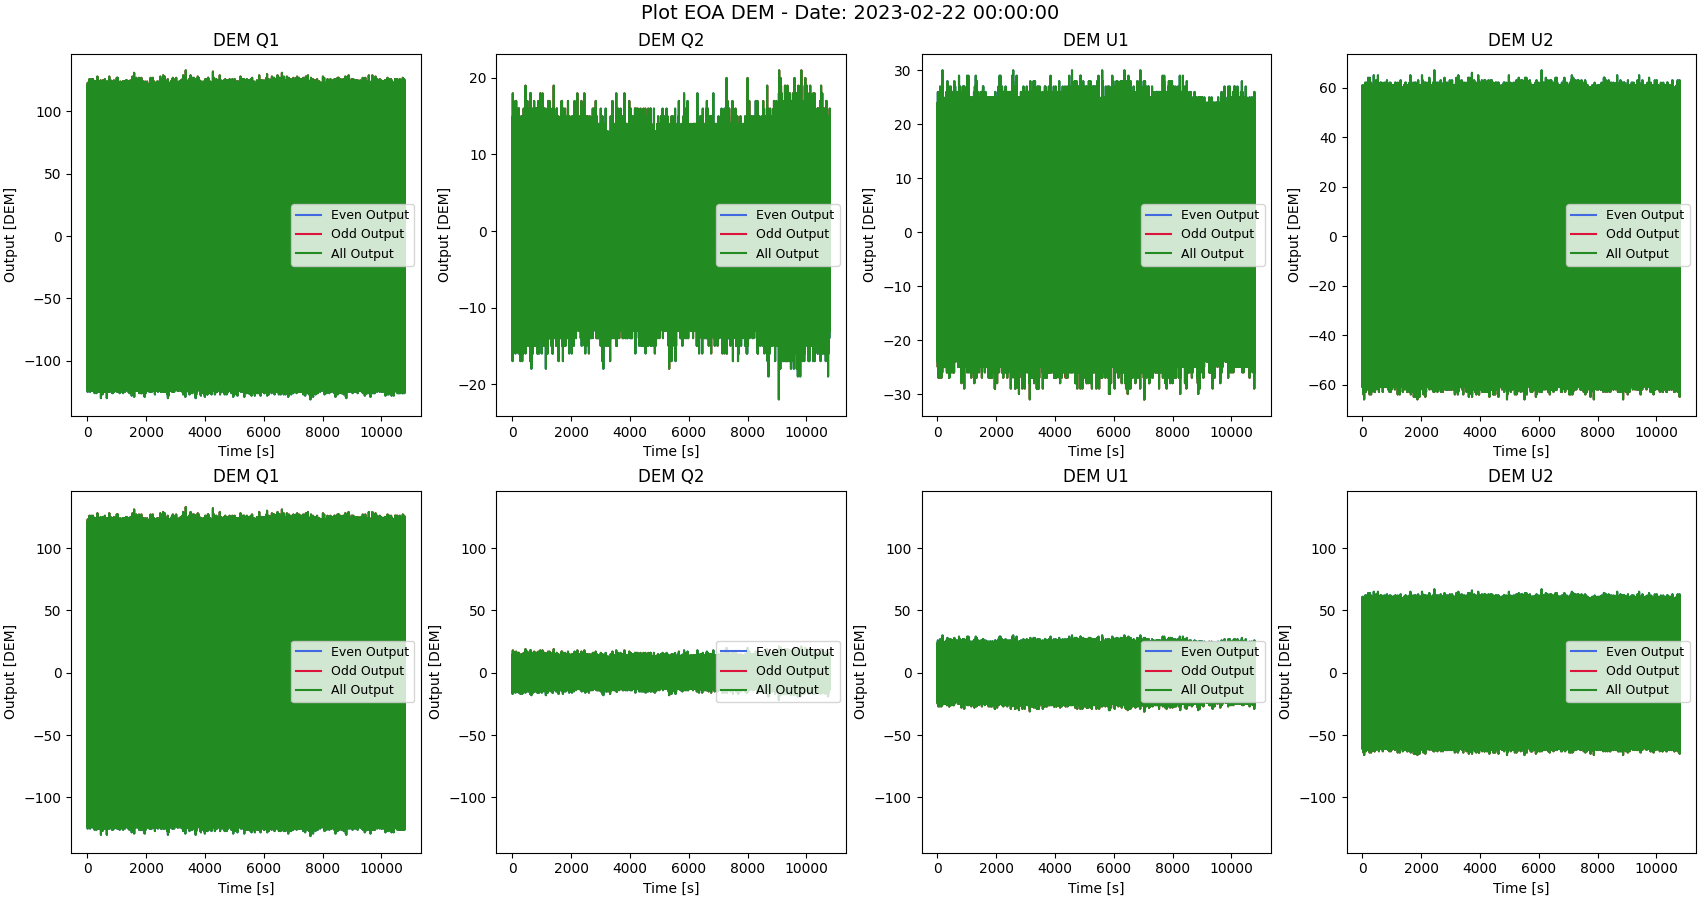 Plot EOA DEM - Date: 2023-02-22 00:00:00
DEM Q1
DEM Q2
DEM U1
DEM U2
Output [DEM]
100
50
0
−50
−100
Even Output
Odd Output
All Output
0 2000 4000 6000 8000 10000
Time [s]
Output [DEM]
20
10
0
−10
−20
Even Output
Odd Output
All Output
0 2000 4000 6000 8000 10000
Time [s]
Output [DEM]
30
20
10
0
−10
−20
−30
Even Output
Odd Output
All Output
0 2000 4000 6000 8000 10000
Time [s]
Output [DEM]
60
40
20
0
−20
−40
−60
Even Output
Odd Output
All Output
0 2000 4000 6000 8000 10000
Time [s]
DEM Q1
DEM Q2
DEM U1
DEM U2
Output [DEM]
100
50
0
−50
−100
Even Output
Odd Output
All Output
0 2000 4000 6000 8000 10000
Time [s]
Output [DEM]
100
50
0
−50
−100
Even Output
Odd Output
All Output
0 2000 4000 6000 8000 10000
Time [s]
Output [DEM]
100
50
0
−50
−100
Even Output
Odd Output
All Output
0 2000 4000 6000 8000 10000
Time [s]
Output [DEM]
100
50
0
−50
−100
Even Output
Odd Output
All Output
0 2000 4000 6000 8000 10000
Time [s]